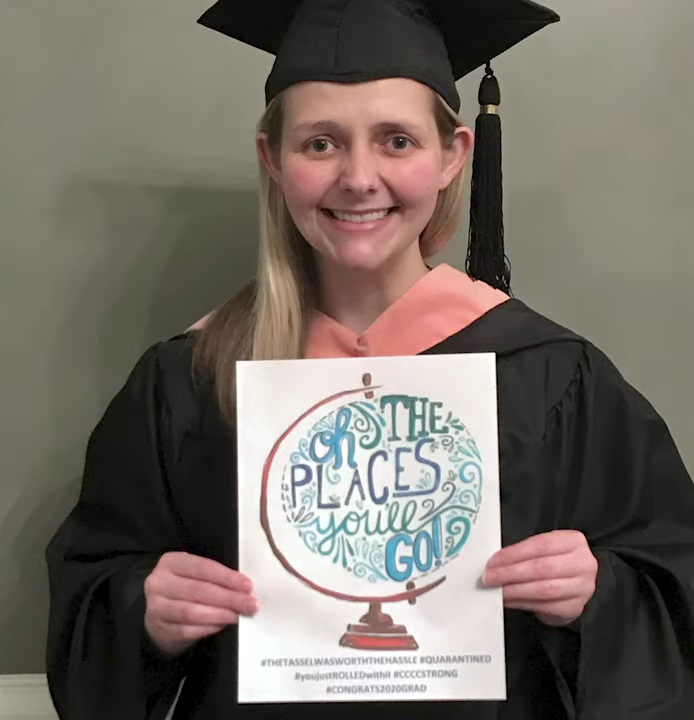 oh THE
PLACES
you'll
GO!
#THETASSELWASWORTHTHEHASSLE #QUARANTINED
#youjustROLLEDwithit #CCCCSTRONG
#CONGRATS2020GRAD